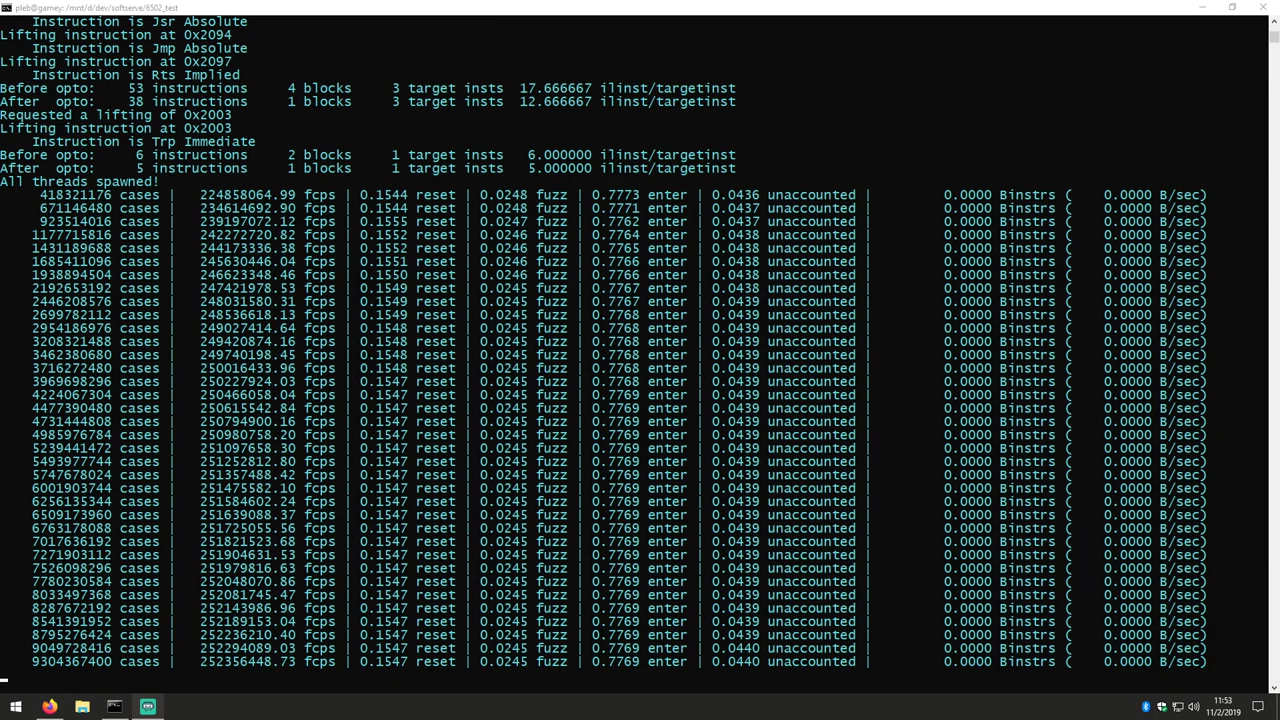 pleb@gamey: /mnt/d/dev/softserve/6502_test
Instruction is Jsr Absolute
Lifting instruction at 0x2094
Instruction is Jmp Absolute
Lifting instruction at 0x2097
Instruction is Rts Implied
Before opto: 53 instructions 4 blocks 3 target insts 17.666667 ilinst/targetinst
After opto: 38 instructions 1 blocks 3 target insts 12.666667 ilinst/targetinst
Requested a lifting of 0x2003
Lifting instruction at 0x2003
Instruction is Trp Immediate
Before opto: 6 instructions 2 blocks 1 target insts 6.000000 ilinst/targetinst
After opto: 5 instructions 1 blocks 1 target insts 5.000000 ilinst/targetinst
All threads spawned!
418321176 cases | 224858064.99 fcps | 0.1544 reset | 0.0248 fuzz | 0.7773 enter | 0.0436 unaccounted | 0.0000 Binstrs ( 0.0000 B/sec)
671146480 cases | 234614692.90 fcps | 0.1554 reset | 0.0248 fuzz | 0.7771 enter | 0.0437 unaccounted | 0.0000 Binstrs ( 0.0000 B/sec)
923514016 cases | 239197072.12 fcps | 0.1555 reset | 0.0247 fuzz | 0.7762 enter | 0.0437 unaccounted | 0.0000 Binstrs ( 0.0000 B/sec)
1177715816 cases | 242272720.82 fcps | 0.1552 reset | 0.0246 fuzz | 0.7764 enter | 0.0438 unaccounted | 0.0000 Binstrs ( 0.0000 B/sec)
1431189688 cases | 244173336.38 fcps | 0.1552 reset | 0.0246 fuzz | 0.7765 enter | 0.0438 unaccounted | 0.0000 Binstrs ( 0.0000 B/sec)
1685411096 cases | 245630446.04 fcps | 0.1551 reset | 0.0246 fuzz | 0.7766 enter | 0.0438 unaccounted | 0.0000 Binstrs ( 0.0000 B/sec)
1938894504 cases | 246623348.46 fcps | 0.1550 reset | 0.0246 fuzz | 0.7766 enter | 0.0438 unaccounted | 0.0000 Binstrs ( 0.0000 B/sec)
2192653192 cases | 247421978.53 fcps | 0.1549 reset | 0.0246 fuzz | 0.7767 enter | 0.0438 unaccounted | 0.0000 Binstrs ( 0.0000 B/sec)
2446208576 cases | 248031580.31 fcps | 0.1549 reset | 0.0245 fuzz | 0.7767 enter | 0.0439 unaccounted | 0.0000 Binstrs ( 0.0000 B/sec)
2699782112 cases | 248536618.13 fcps | 0.1549 reset | 0.0245 fuzz | 0.7768 enter | 0.0439 unaccounted | 0.0000 Binstrs ( 0.0000 B/sec)
2954186976 cases | 249027414.64 fcps | 0.1548 reset | 0.0245 fuzz | 0.7768 enter | 0.0439 unaccounted | 0.0000 Binstrs ( 0.0000 B/sec)
3208321488 cases | 249420874.16 fcps | 0.1548 reset | 0.0245 fuzz | 0.7768 enter | 0.0439 unaccounted | 0.0000 Binstrs ( 0.0000 B/sec)
3462380680 cases | 249740198.45 fcps | 0.1548 reset | 0.0245 fuzz | 0.7768 enter | 0.0439 unaccounted | 0.0000 Binstrs ( 0.0000 B/sec)
3716272480 cases | 250016433.96 fcps | 0.1548 reset | 0.0245 fuzz | 0.7768 enter | 0.0439 unaccounted | 0.0000 Binstrs ( 0.0000 B/sec)
3969698296 cases | 250227924.03 fcps | 0.1547 reset | 0.0245 fuzz | 0.7768 enter | 0.0439 unaccounted | 0.0000 Binstrs ( 0.0000 B/sec)
4224067304 cases | 250466058.04 fcps | 0.1547 reset | 0.0245 fuzz | 0.7769 enter | 0.0439 unaccounted | 0.0000 Binstrs ( 0.0000 B/sec)
4477390480 cases | 250615542.84 fcps | 0.1547 reset | 0.0245 fuzz | 0.7769 enter | 0.0439 unaccounted | 0.0000 Binstrs ( 0.0000 B/sec)
4731444808 cases | 250794900.16 fcps | 0.1547 reset | 0.0245 fuzz | 0.7769 enter | 0.0439 unaccounted | 0.0000 Binstrs ( 0.0000 B/sec)
4985976784 cases | 250980758.20 fcps | 0.1547 reset | 0.0245 fuzz | 0.7769 enter | 0.0439 unaccounted | 0.0000 Binstrs ( 0.0000 B/sec)
5239441472 cases | 251097658.30 fcps | 0.1547 reset | 0.0245 fuzz | 0.7769 enter | 0.0439 unaccounted | 0.0000 Binstrs ( 0.0000 B/sec)
5493977744 cases | 251252812.80 fcps | 0.1547 reset | 0.0245 fuzz | 0.7769 enter | 0.0439 unaccounted | 0.0000 Binstrs ( 0.0000 B/sec)
5747678024 cases | 251357488.42 fcps | 0.1547 reset | 0.0245 fuzz | 0.7769 enter | 0.0439 unaccounted | 0.0000 Binstrs ( 0.0000 B/sec)
6001903744 cases | 251475582.10 fcps | 0.1547 reset | 0.0245 fuzz | 0.7769 enter | 0.0439 unaccounted | 0.0000 Binstrs ( 0.0000 B/sec)
6256135344 cases | 251584602.24 fcps | 0.1547 reset | 0.0245 fuzz | 0.7769 enter | 0.0439 unaccounted | 0.0000 Binstrs ( 0.0000 B/sec)
6509173960 cases | 251639088.37 fcps | 0.1547 reset | 0.0245 fuzz | 0.7769 enter | 0.0439 unaccounted | 0.0000 Binstrs ( 0.0000 B/sec)
6763178088 cases | 251725055.56 fcps | 0.1547 reset | 0.0245 fuzz | 0.7769 enter | 0.0439 unaccounted | 0.0000 Binstrs ( 0.0000 B/sec)
7017636192 cases | 251821523.68 fcps | 0.1547 reset | 0.0245 fuzz | 0.7769 enter | 0.0439 unaccounted | 0.0000 Binstrs ( 0.0000 B/sec)
7271903112 cases | 251904631.53 fcps | 0.1547 reset | 0.0245 fuzz | 0.7769 enter | 0.0439 unaccounted | 0.0000 Binstrs ( 0.0000 B/sec)
7526098296 cases | 251979816.63 fcps | 0.1547 reset | 0.0245 fuzz | 0.7769 enter | 0.0439 unaccounted | 0.0000 Binstrs ( 0.0000 B/sec)
7780230584 cases | 252048070.86 fcps | 0.1547 reset | 0.0245 fuzz | 0.7769 enter | 0.0439 unaccounted | 0.0000 Binstrs ( 0.0000 B/sec)
8033497368 cases | 252081745.47 fcps | 0.1547 reset | 0.0245 fuzz | 0.7769 enter | 0.0439 unaccounted | 0.0000 Binstrs ( 0.0000 B/sec)
8287672192 cases | 252143986.96 fcps | 0.1547 reset | 0.0245 fuzz | 0.7769 enter | 0.0439 unaccounted | 0.0000 Binstrs ( 0.0000 B/sec)
8541391952 cases | 252189153.04 fcps | 0.1547 reset | 0.0245 fuzz | 0.7769 enter | 0.0439 unaccounted | 0.0000 Binstrs ( 0.0000 B/sec)
8795276424 cases | 252236210.40 fcps | 0.1547 reset | 0.0245 fuzz | 0.7769 enter | 0.0439 unaccounted | 0.0000 Binstrs ( 0.0000 B/sec)
9049728416 cases | 252294089.03 fcps | 0.1547 reset | 0.0245 fuzz | 0.7769 enter | 0.0440 unaccounted | 0.0000 Binstrs ( 0.0000 B/sec)
9304367400 cases | 252356448.73 fcps | 0.1547 reset | 0.0245 fuzz | 0.7769 enter | 0.0440 unaccounted | 0.0000 Binstrs ( 0.0000 B/sec)
11:53
11/2/2019